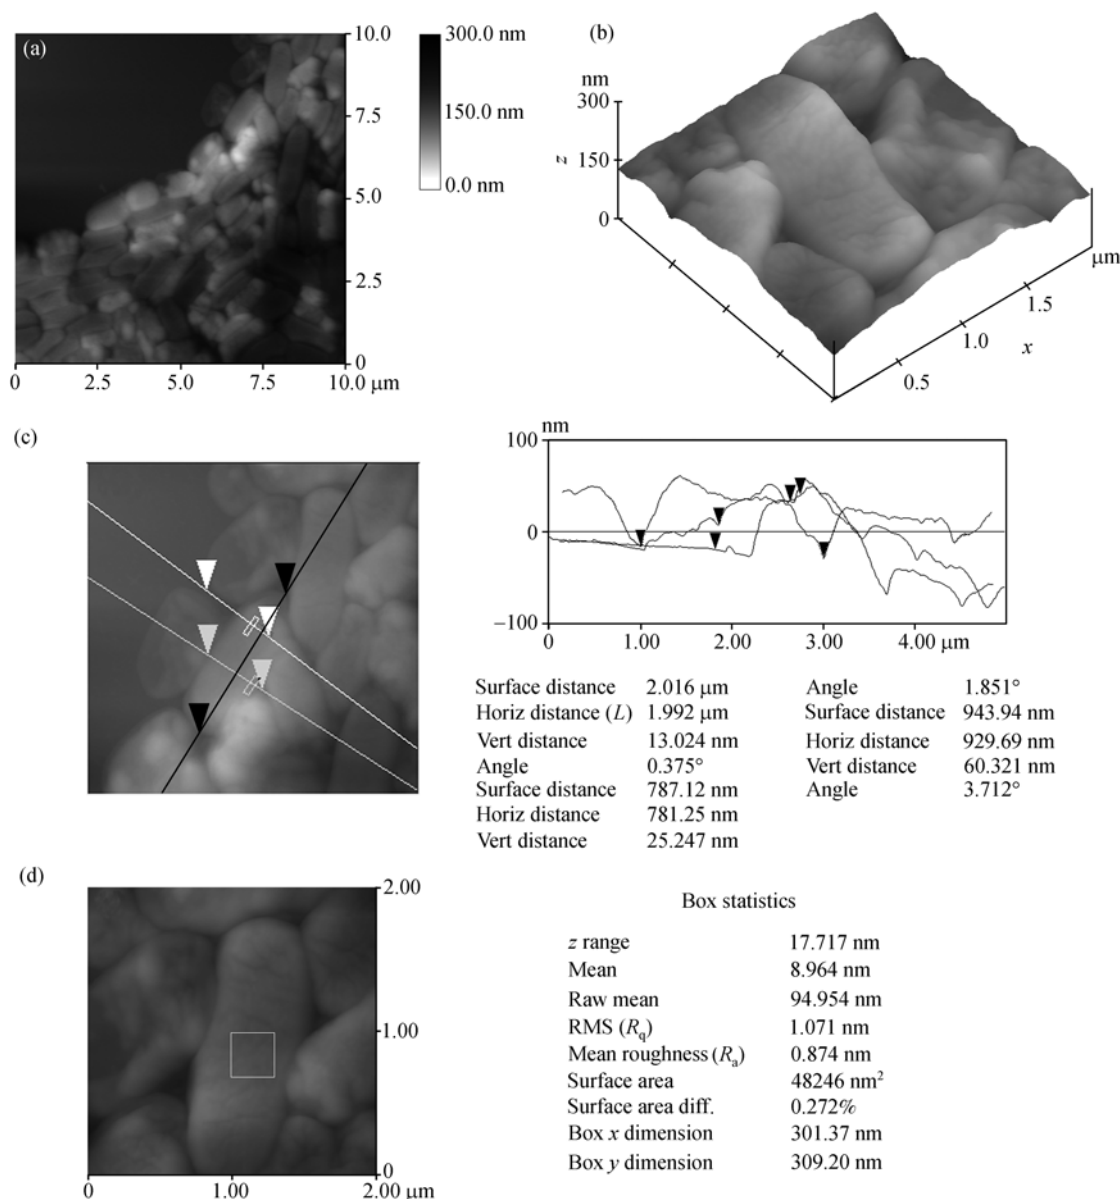 (a)
10.0
7.5
5.0
2.5
0
0
2.5
5.0
7.5
10.0 μm
300.0 nm
150.0 nm
0.0 nm
(b)
nm
300
z
150
0
μm
1.5
1.0
x
0.5
(c)
nm
100
0
−100
0
1.00
2.00
3.00
4.00 μm
Surface distance 2.016 μm
Horiz distance (L) 1.992 μm
Vert distance 13.024 nm
Angle 0.375°
Surface distance 787.12 nm
Horiz distance 781.25 nm
Vert distance 25.247 nm
Angle 1.851°
Surface distance 943.94 nm
Horiz distance 929.69 nm
Vert distance 60.321 nm
Angle 3.712°
(d)
2.00
1.00
0
0
1.00
2.00 μm
Box statistics
z range 17.717 nm
Mean 8.964 nm
Raw mean 94.954 nm
RMS (Rq) 1.071 nm
Mean roughness (Ra) 0.874 nm
Surface area 48246 nm²
Surface area diff. 0.272%
Box x dimension 301.37 nm
Box y dimension 309.20 nm